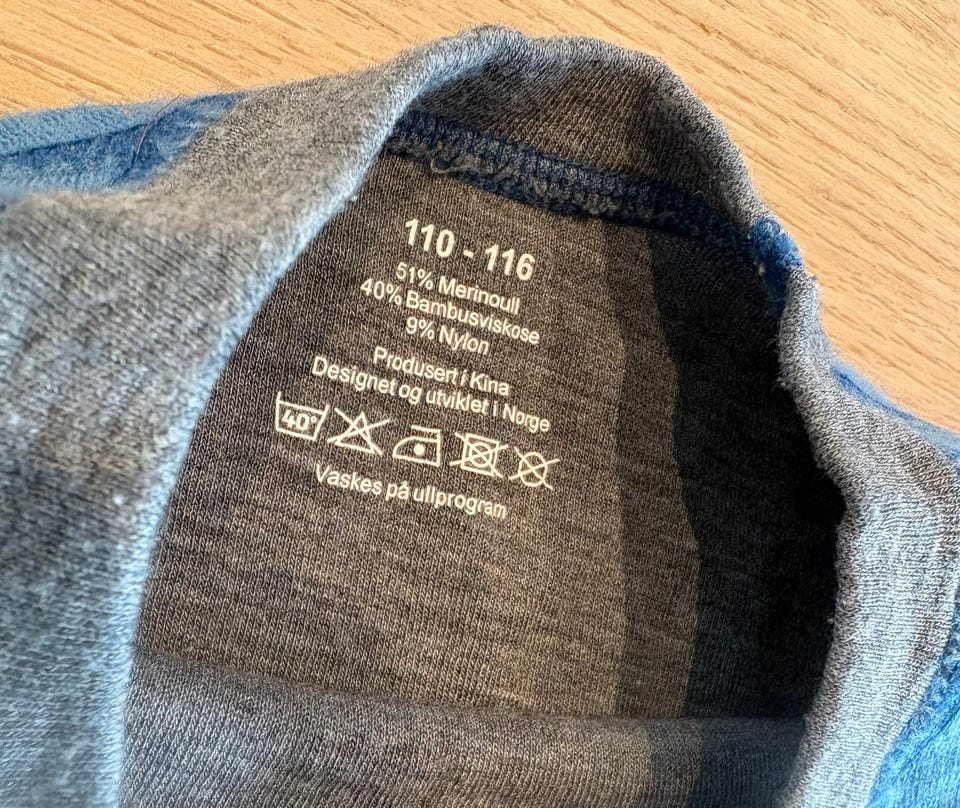 110 - 116
51% Merinoull
40% Bambusviskose
9% Nylon
Produsert i Kina
Designet og utviklet i Norge
40°
Vaskes på ullprogram